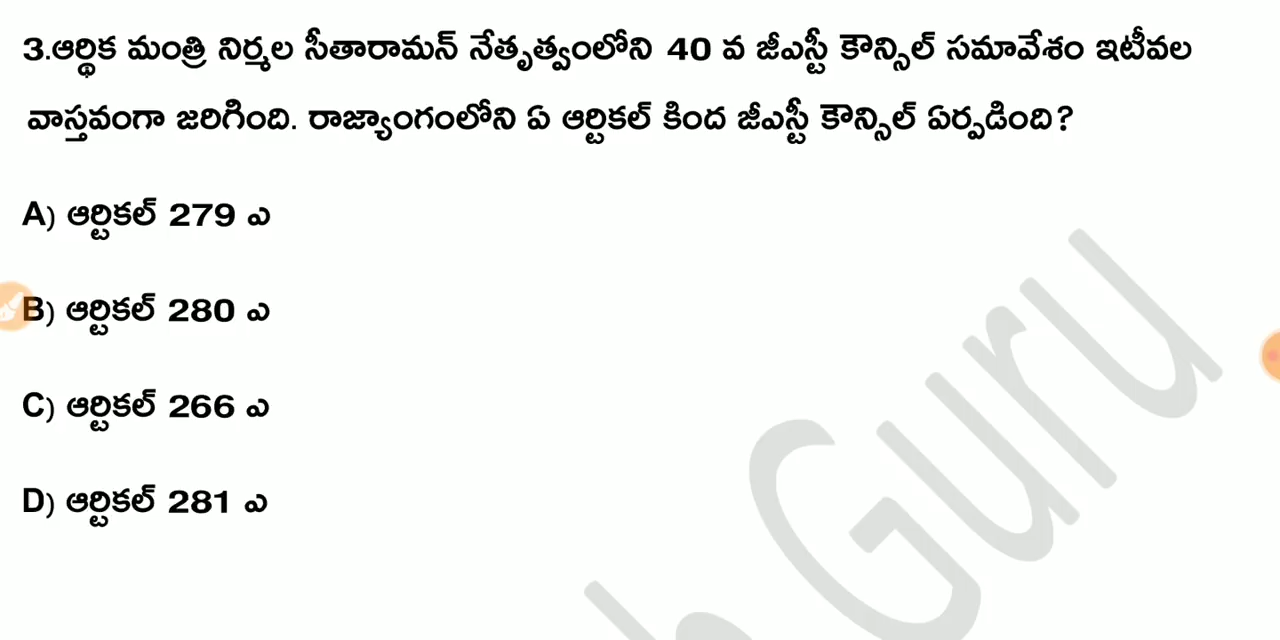 3.ఆర్థిక మంత్రి నిర్మల సీతారామన్ నేతృత్వంలోని 40 వ జీఎస్టీ కౌన్సిల్ సమావేశం ఇటీవల
వాస్తవంగా జరిగింది. రాజ్యాంగంలోని ఏ ఆర్టికల్ కింద జీఎస్టీ కౌన్సిల్ ఏర్పడింది?
A) ఆర్టికల్ 279 ఎ
B) ఆర్టికల్ 280 ఎ
C) ఆర్టికల్ 266 ఎ
D) ఆర్టికల్ 281 ఎ
Guru